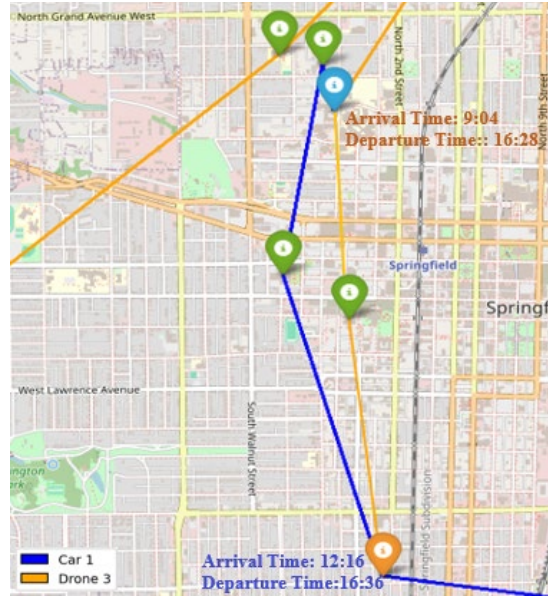 North Grand Avenue West
North 2nd Street
North 9th Street
Arrival Time: 9:04
Departure Time:: 16:28
Springfield
Springf
West Lawrence Avenue
South Walnut Street
ington
Park
Springfield Subdivision
Arrival Time: 12:16
Departure Time:16:36
Car 1
Drone 3